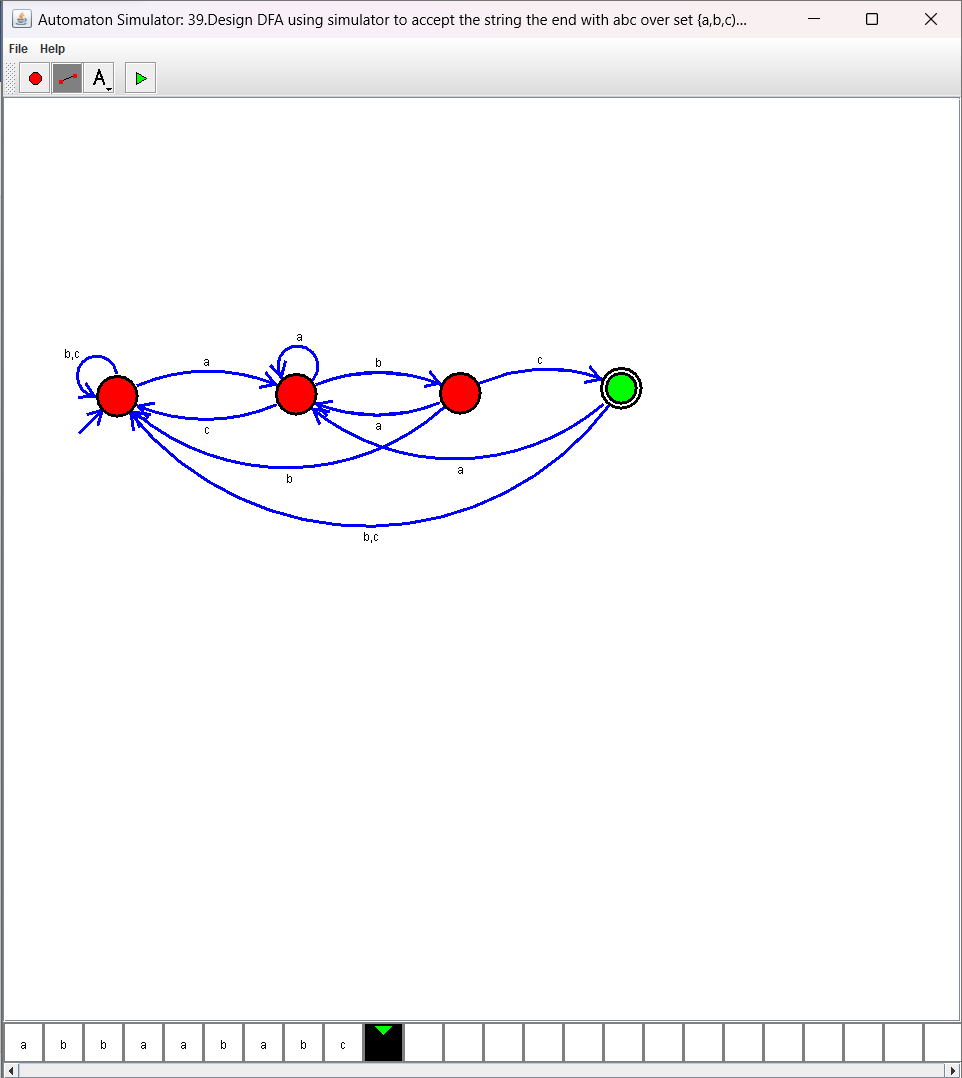 Automaton Simulator: 39.Design DFA using simulator to accept the string the end with abc over set {a,b,c)...
File Help
A
a
b,c
a
b
c
c
a
b
a
b,c
a b b a a b a b c